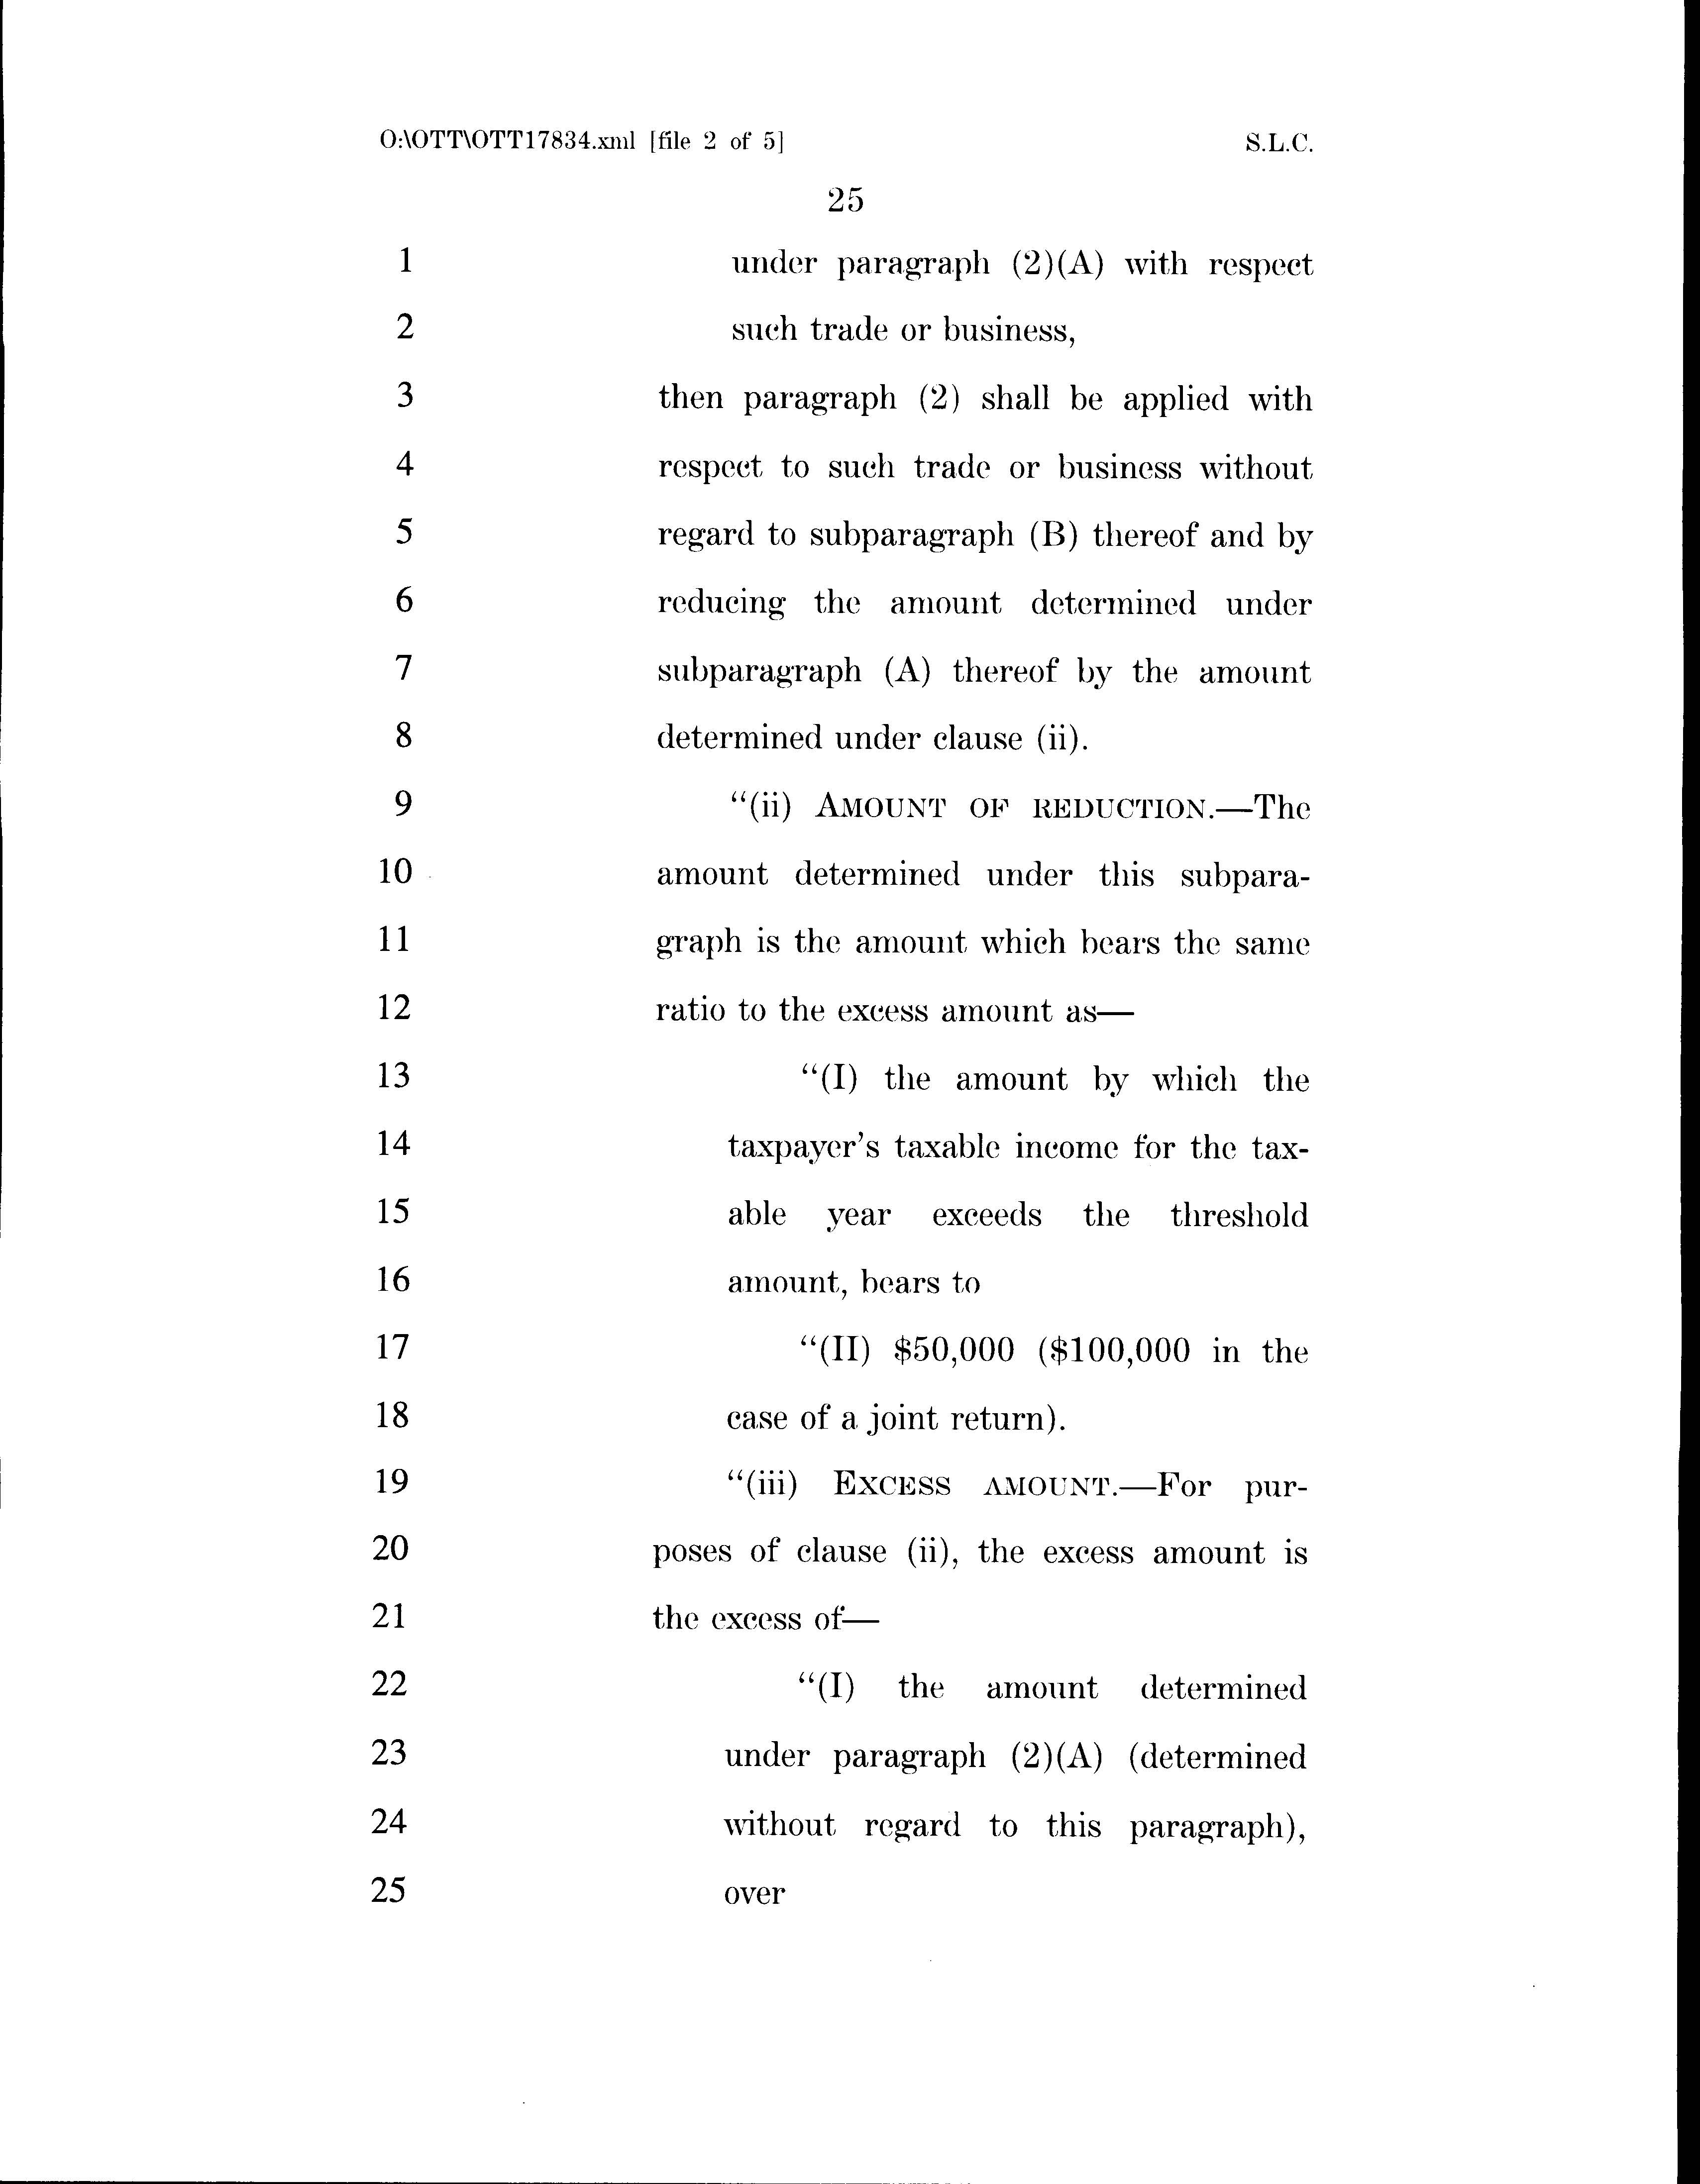 O:\OTT\OTT17834.xml [file 2 of 5] S.L.C.
25
1 under paragraph (2)(A) with respect
2 such trade or business,
3 then paragraph (2) shall be applied with
4 respect to such trade or business without
5 regard to subparagraph (B) thereof and by
6 reducing the amount determined under
7 subparagraph (A) thereof by the amount
8 determined under clause (ii).
9 “(ii) AMOUNT OF REDUCTION.—The
10 amount determined under this subpara-
11 graph is the amount which bears the same
12 ratio to the excess amount as—
13 “(I) the amount by which the
14 taxpayer’s taxable income for the tax-
15 able year exceeds the threshold
16 amount, bears to
17 “(II) $50,000 ($100,000 in the
18 case of a joint return).
19 “(iii) EXCESS AMOUNT.—For pur-
20 poses of clause (ii), the excess amount is
21 the excess of—
22 “(I) the amount determined
23 under paragraph (2)(A) (determined
24 without regard to this paragraph),
25 over